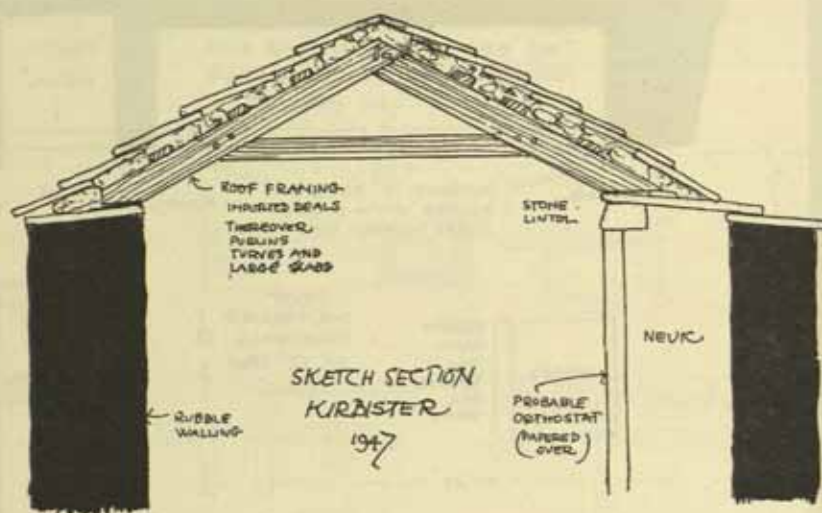 ROOF FRAMING
IMPORTED DEALS
THEREOVER
PURLINS
TURVES AND
LARGE SLABS
STONE
LINTOL
NEUK
SKETCH SECTION
KIRBISTER
1947
RUBBLE
WALLING
PROBABLE
ORTHOSTAT
(PAPERED
OVER)